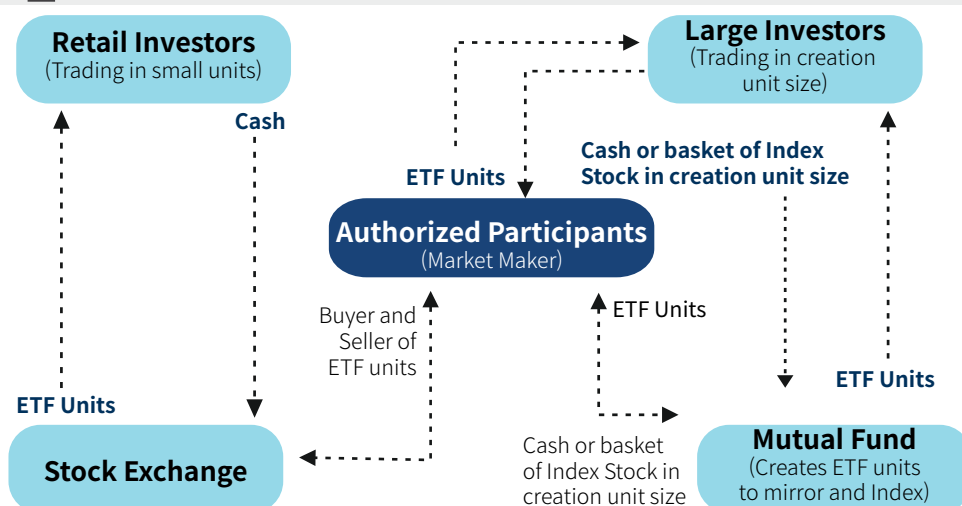 Retail Investors
(Trading in small units)
Large Investors
(Trading in creation
unit size)
Cash
Cash or basket of Index
Stock in creation unit size
ETF Units
Authorized Participants
(Market Maker)
Buyer and
Seller of
ETF units
ETF Units
ETF Units
ETF Units
Stock Exchange
Cash or basket
of Index Stock in
creation unit size
Mutual Fund
(Creates ETF units
to mirror and Index)